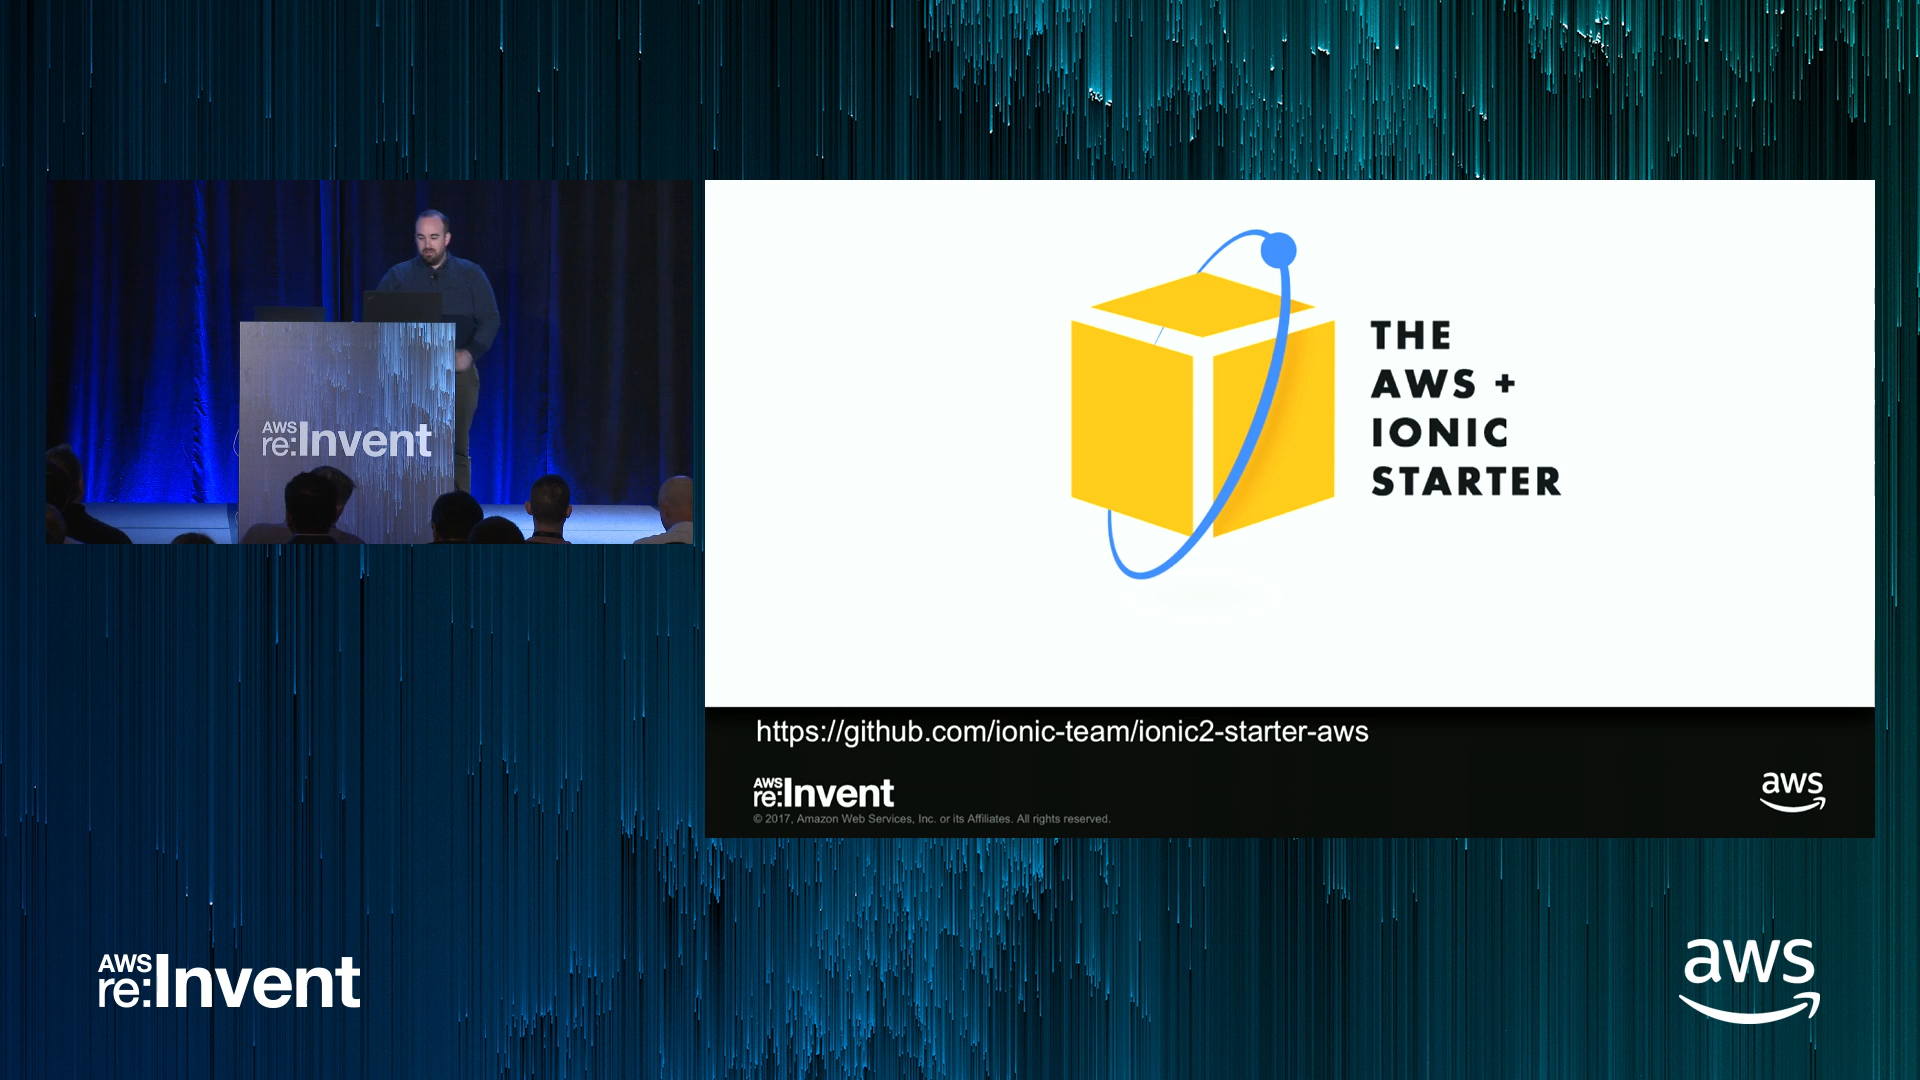 AWS
re:Invent
THE
AWS +
IONIC
STARTER
https://github.com/ionic-team/ionic2-starter-aws
AWS
re:Invent
© 2017, Amazon Web Services, Inc. or its Affiliates. All rights reserved.
aws
AWS
re:Invent
aws